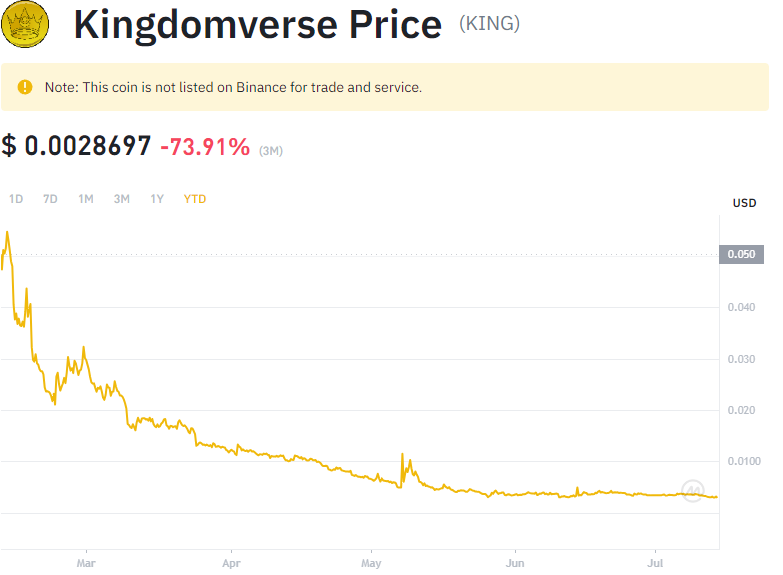 Kingdomverse Price (KING)
Note: This coin is not listed on Binance for trade and service.
$ 0.0028697 -73.91% (3M)
1D 7D 1M 3M 1Y YTD
USD
0.050
0.040
0.030
0.020
0.0100
Mar Apr May Jun Jul